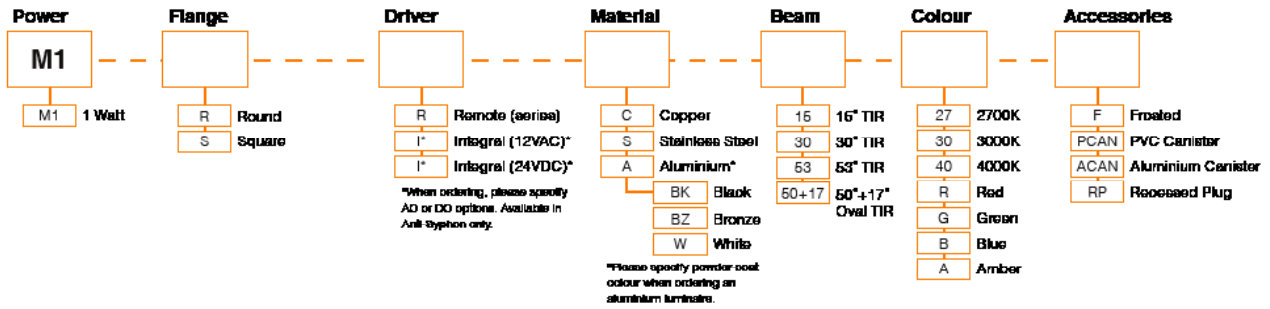 Power Flange Driver Material Beam Colour Accessories
M1
M1 1 Watt R Round R Remote (series) C Copper 15 15° TIR 27 2700K F Frosted
S Square I* Integral (12VAC)* S Stainless Steel 30 30° TIR 30 3000K PCAN PVC Canister
I* Integral (24VDC)* A Aluminium* 53 53° TIR 40 4000K ACAN Aluminium Canister
*When ordering, please specify BK Black 50+17 50°+17° R Red RP Recessed Plug
AD or DD options. Available in Oval TIR
Anti-Syphon only. BZ Bronze G Green
W White B Blue
*Please specify powder coat A Amber
colour when ordering an
aluminium luminaire.